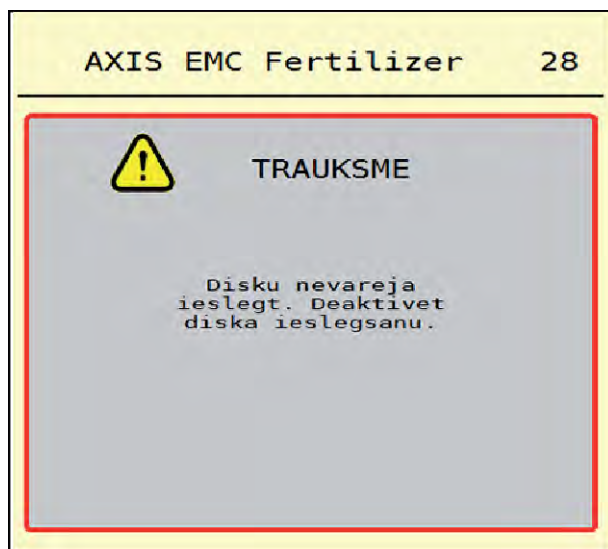 AXIS EMC Fertilizer 28
TRAUKSME
Disku nevareja
ieslegt. Deaktivet
diska ieslegsanu.